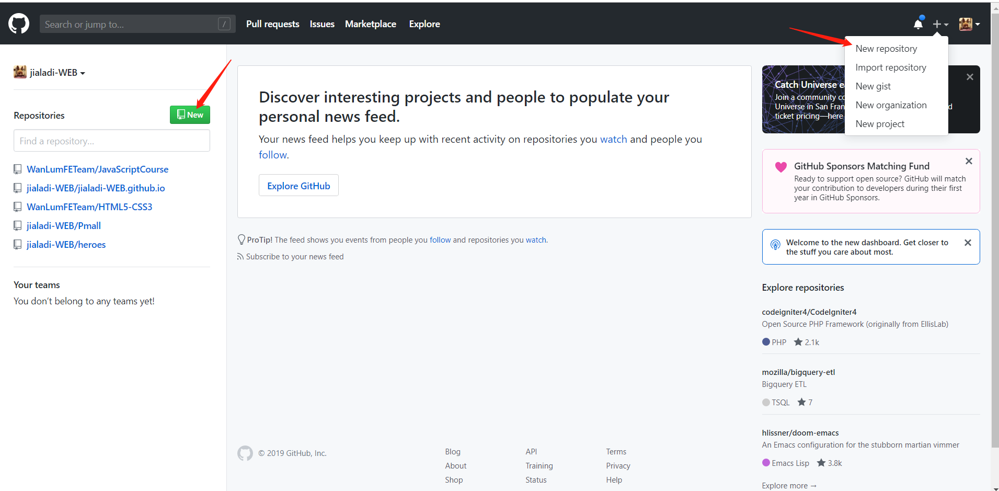 Search or jump to...
/
Pull requests
Issues
Marketplace
Explore
New repository
Import repository
New gist
New organization
New project
jialadi-WEB
Repositories
New
Find a repository...
WanLumFETeam/JavaScriptCourse
jialadi-WEB/jialadi-WEB.github.io
WanLumFETeam/HTML5-CSS3
jialadi-WEB/Pmall
jialadi-WEB/heroes
Your teams
You don't belong to any teams yet!
Discover interesting projects and people to populate your
personal news feed.
Your news feed helps you keep up with recent activity on repositories you watch and people you
follow.
Explore GitHub
ProTip! The feed shows you events from people you follow and repositories you watch.
Subscribe to your news feed
Catch Universe
Join a community
Universe in San
ticket pricing—here
GitHub Sponsors Matching Fund
Ready to support open source? GitHub will match
your contribution to developers during their first
year in GitHub Sponsors.
Welcome to the new dashboard. Get closer to
the stuff you care about most.
Explore repositories
codeigniter4/CodeIgniter4
Open Source PHP Framework (originally from EllisLab)
PHP 2.1k
mozilla/bigquery-etl
Bigquery ETL
TSQL 7
hlissner/doom-emacs
An Emacs configuration for the stubborn martian vimmer
Emacs Lisp 3.8k
Explore more →
© 2019 GitHub, Inc.
Blog
About
Shop
API
Training
Status
Terms
Privacy
Help